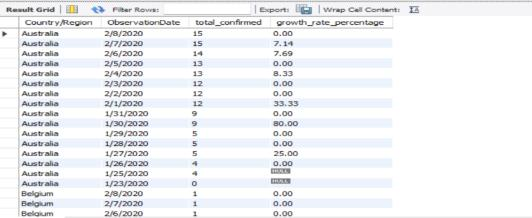 Result Grid | Filter Rows: | Export: | Wrap Cell Content: IA
Country/Region ObservationDate total_confirmed growth_rate_percentage
Australia 2/8/2020 15 0.00
Australia 2/7/2020 15 7.14
Australia 2/6/2020 14 7.69
Australia 2/5/2020 13 0.00
Australia 2/4/2020 13 8.33
Australia 2/3/2020 12 0.00
Australia 2/2/2020 12 0.00
Australia 2/1/2020 12 33.33
Australia 1/31/2020 9 0.00
Australia 1/30/2020 9 80.00
Australia 1/29/2020 5 0.00
Australia 1/28/2020 5 0.00
Australia 1/27/2020 5 25.00
Australia 1/26/2020 4 0.00
Australia 1/25/2020 4 NULL
Australia 1/23/2020 0 NULL
Belgium 2/8/2020 1 0.00
Belgium 2/7/2020 1 0.00
Belgium 2/6/2020 1 0.00